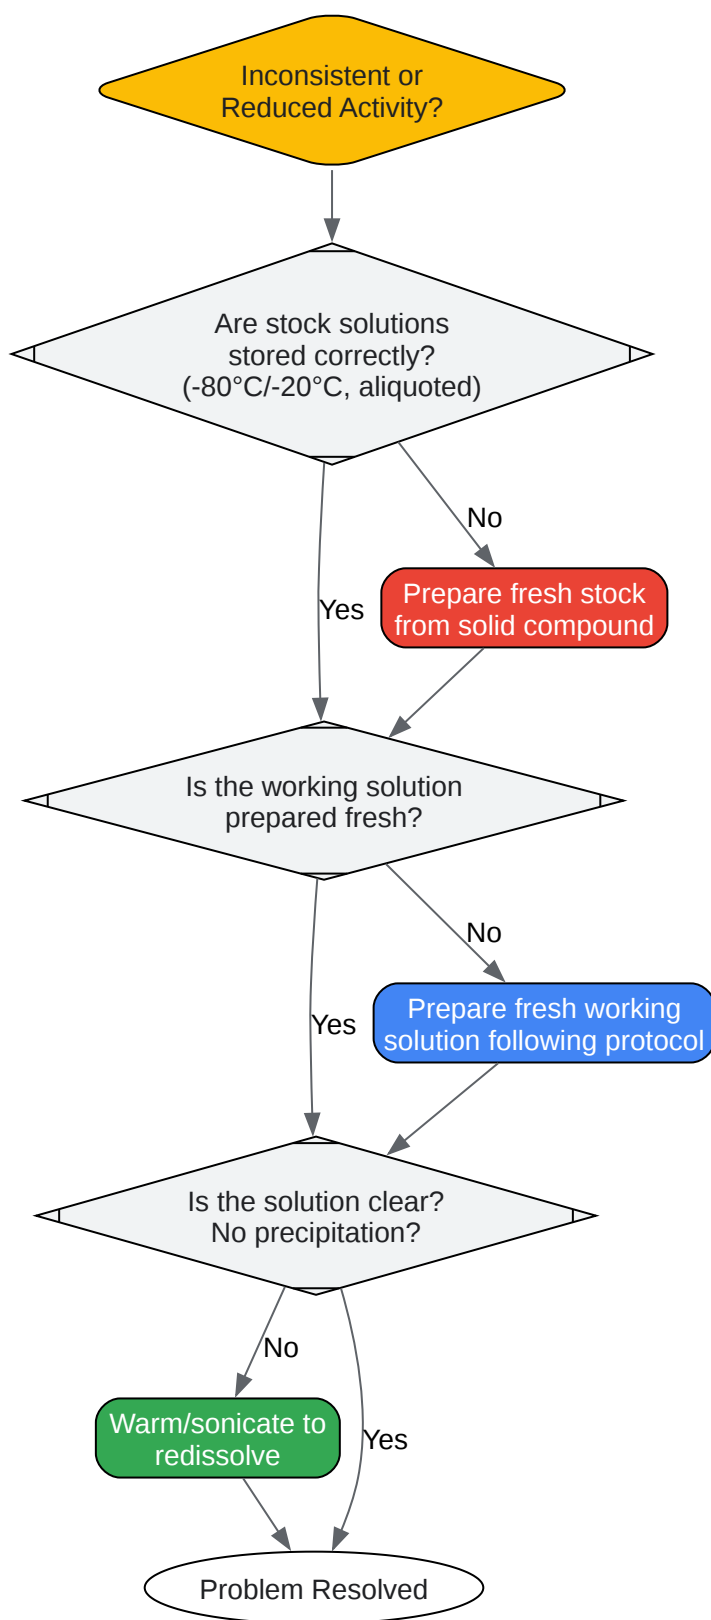 Inconsistent or
Reduced Activity?
Are stock solutions
stored correctly?
(-80°C/-20°C, aliquoted)
No
Yes
Prepare fresh stock
from solid compound
Is the working solution
prepared fresh?
No
Yes
Prepare fresh working
solution following protocol
Is the solution clear?
No precipitation?
No
Yes
Warm/sonicate to
redissolve
Problem Resolved